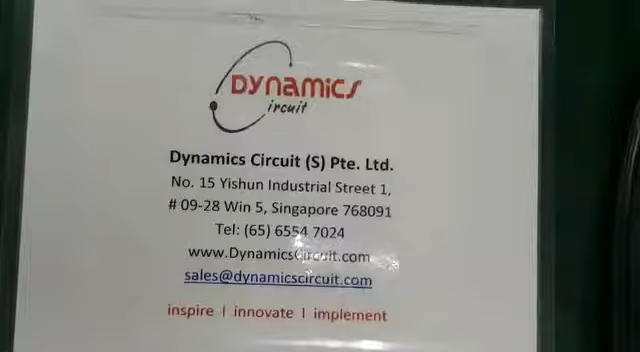 Dynamics
Circuit
Dynamics Circuit (S) Pte. Ltd.
No. 15 Yishun Industrial Street 1,
# 09-28 Win 5, Singapore 768091
Tel: (65) 6554 7024
www.DynamicsCircuit.com
sales@dynamicscircuit.com
inspire I innovate I implement